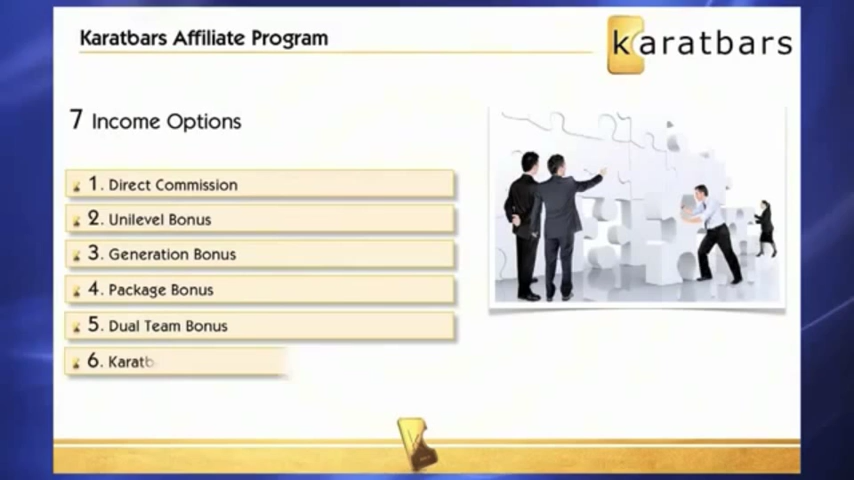 Karatbars Affiliate Program
karatbars
7 Income Options
1. Direct Commission
2. Unilevel Bonus
3. Generation Bonus
4. Package Bonus
5. Dual Team Bonus
6. Karatb